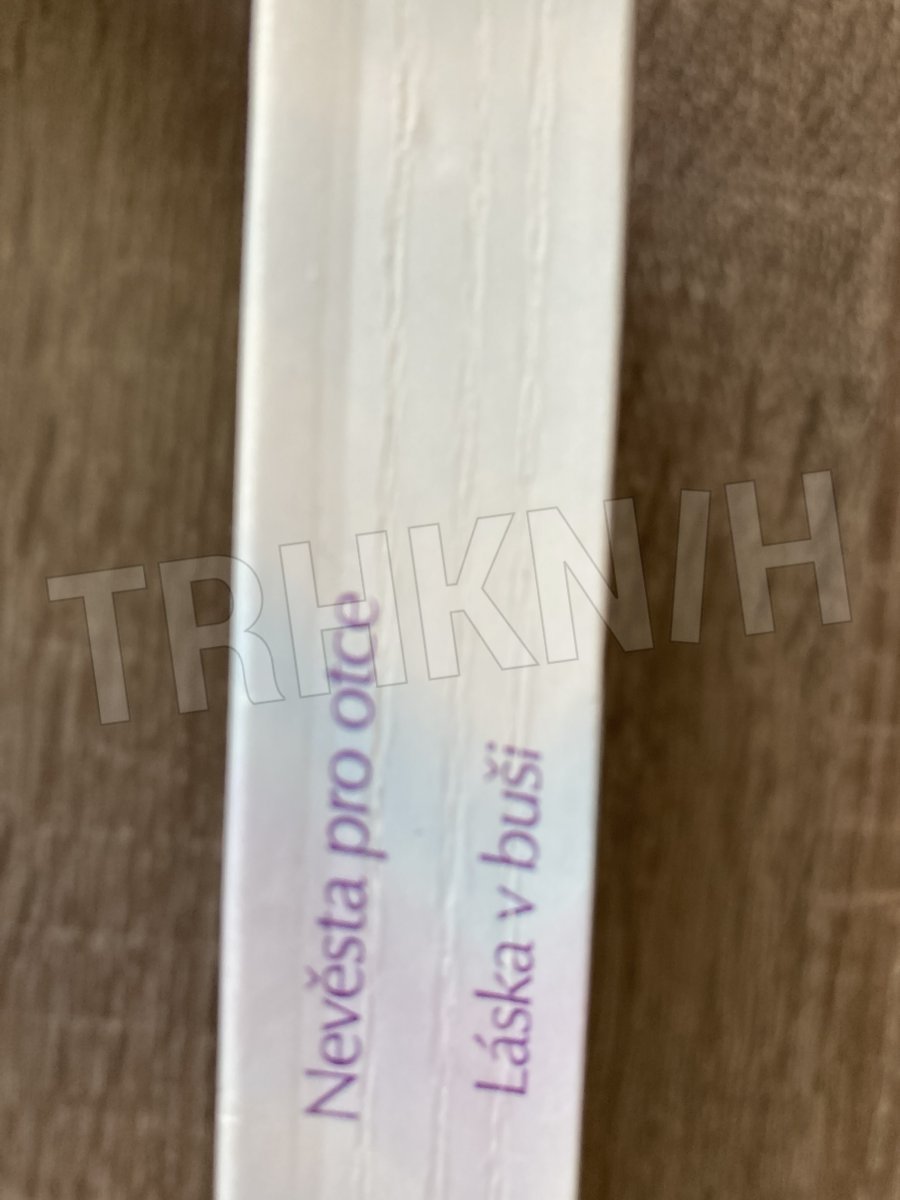 Nevěsta pro otce
Láska v buši
TRHKNIH